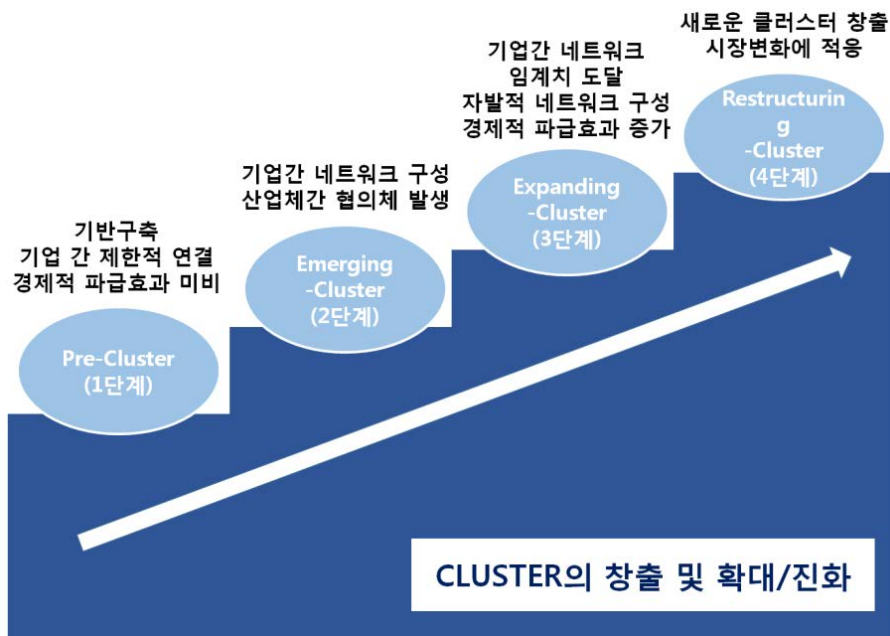 기반구축
기업 간 제한적 연결
경제적 파급효과 미비
Pre-Cluster
(1단계)
기업간 네트워크 구성
산업체간 협의체 발생
Emerging
-Cluster
(2단계)
기업간 네트워크
임계치 도달
자발적 네트워크 구성
경제적 파급효과 증가
Expanding
-Cluster
(3단계)
새로운 클러스터 창출
시장변화에 적응
Restructurin
g
-Cluster
(4단계)
CLUSTER의 창출 및 확대/진화